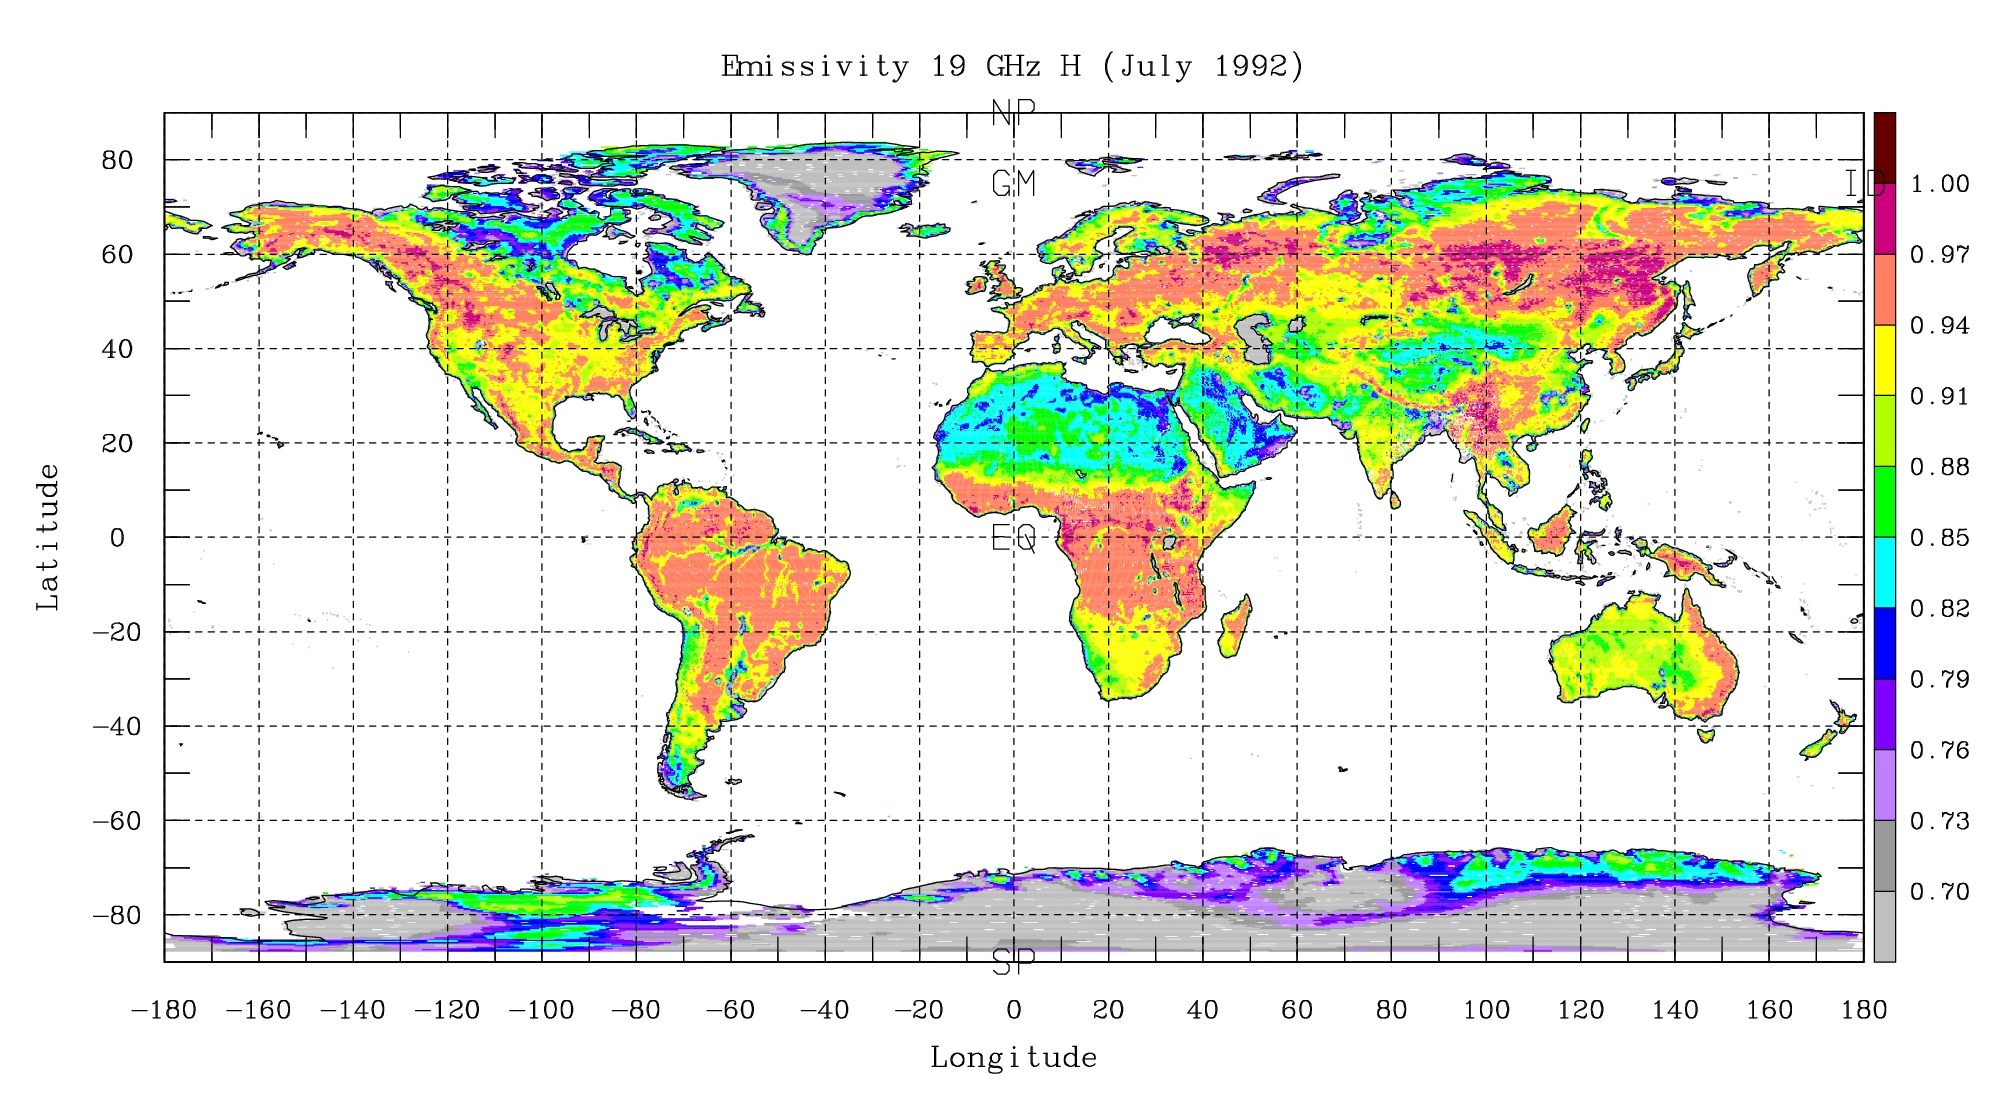 Emissivity 19 GHz H (July 1992)
NP
80
GM
ID
1.00
60
0.97
0.94
40
0.91
20
0.88
0.85
0
EQ
0.82
−20
0.79
−40
0.76
−60
0.73
0.70
−80
SP
Latitude
−180 −160 −140 −120 −100 −80 −60 −40 −20 0 20 40 60 80 100 120 140 160 180
Longitude